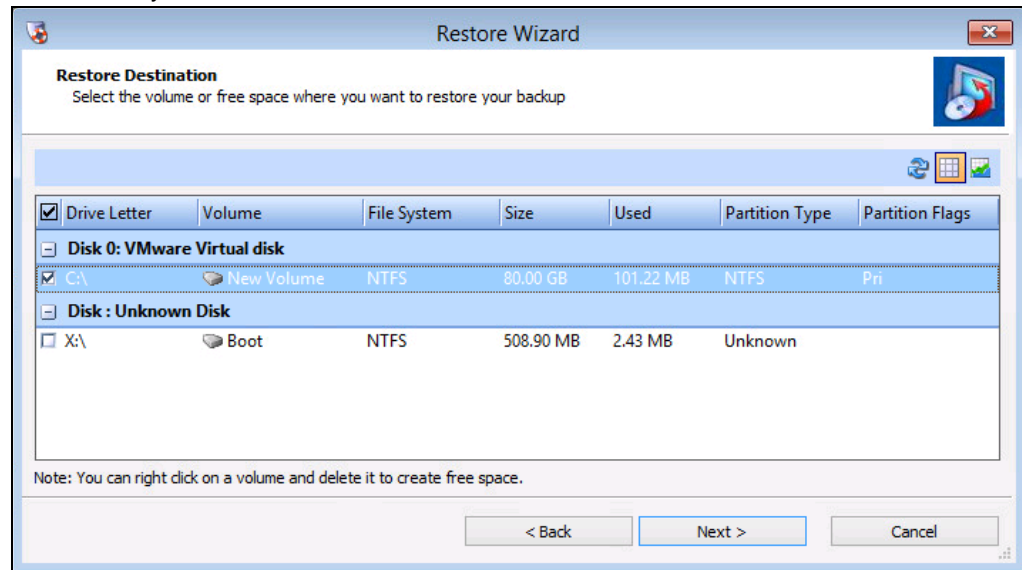 Restore Wizard
Restore Destination
Select the volume or free space where you want to restore your backup
Drive Letter Volume File System Size Used Partition Type Partition Flags
Disk 0: VMware Virtual disk
C:\ New Volume NTFS 80.00 GB 101.22 MB NTFS Pri
Disk : Unknown Disk
X:\ Boot NTFS 508.90 MB 2.43 MB Unknown
Note: You can right click on a volume and delete it to create free space.
< Back Next > Cancel